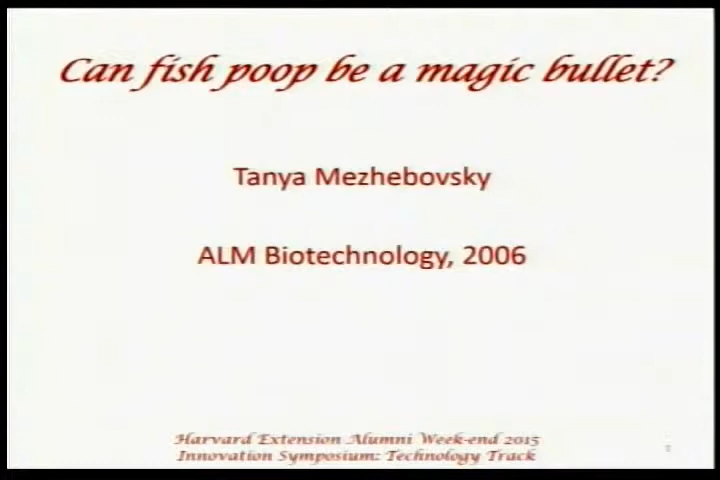 Can fish poop be a magic bullet?
Tanya Mezhebovsky
ALM Biotechnology, 2006
Harvard Extension Alumni Week-end 2015
Innovation Symposium: Technology Track